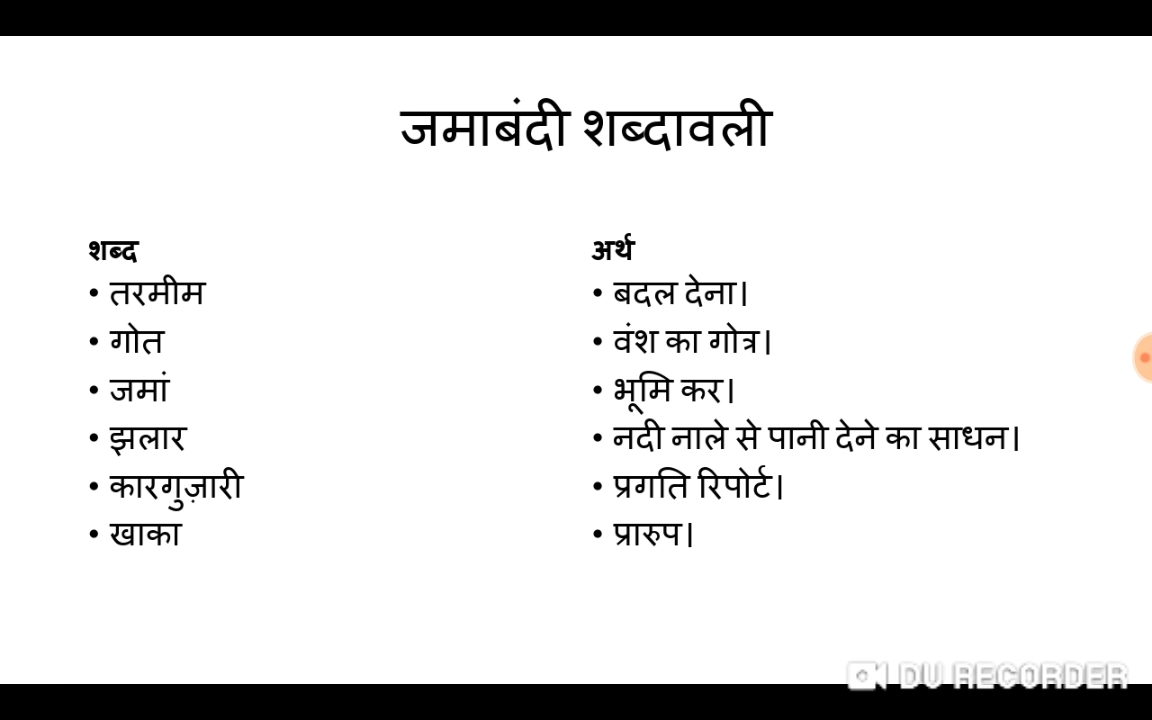 जमाबंदी शब्दावली
शब्द
• तरमीम
• गोत
• जमां
• झलार
• कारगुज़ारी
• खाका
अर्थ
• बदल देना।
• वंश का गोत्र।
• भूमि कर।
• नदी नाले से पानी देने का साधन।
• प्रगति रिपोर्ट।
• प्रारुप।
DU RECORDER